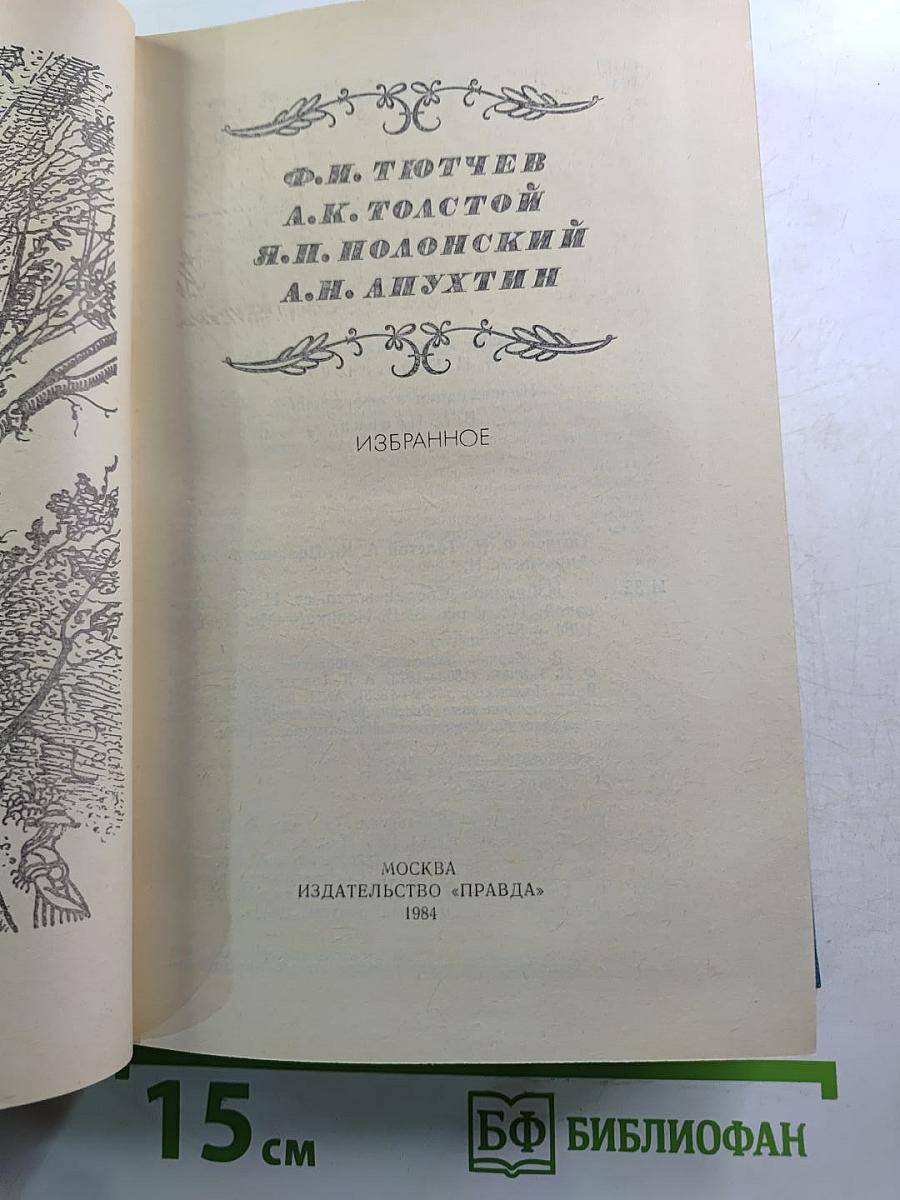 Ф.И. ТЮТЧЕВ
А.К. ТОЛСТОЙ
Я.П. ПОЛОНСКИЙ
А.Н. АПУХТИН
ИЗБРАННОЕ
МОСКВА
ИЗДАТЕЛЬСТВО «ПРАВДА»
1984
15 см
БФ БИБЛИОФАН